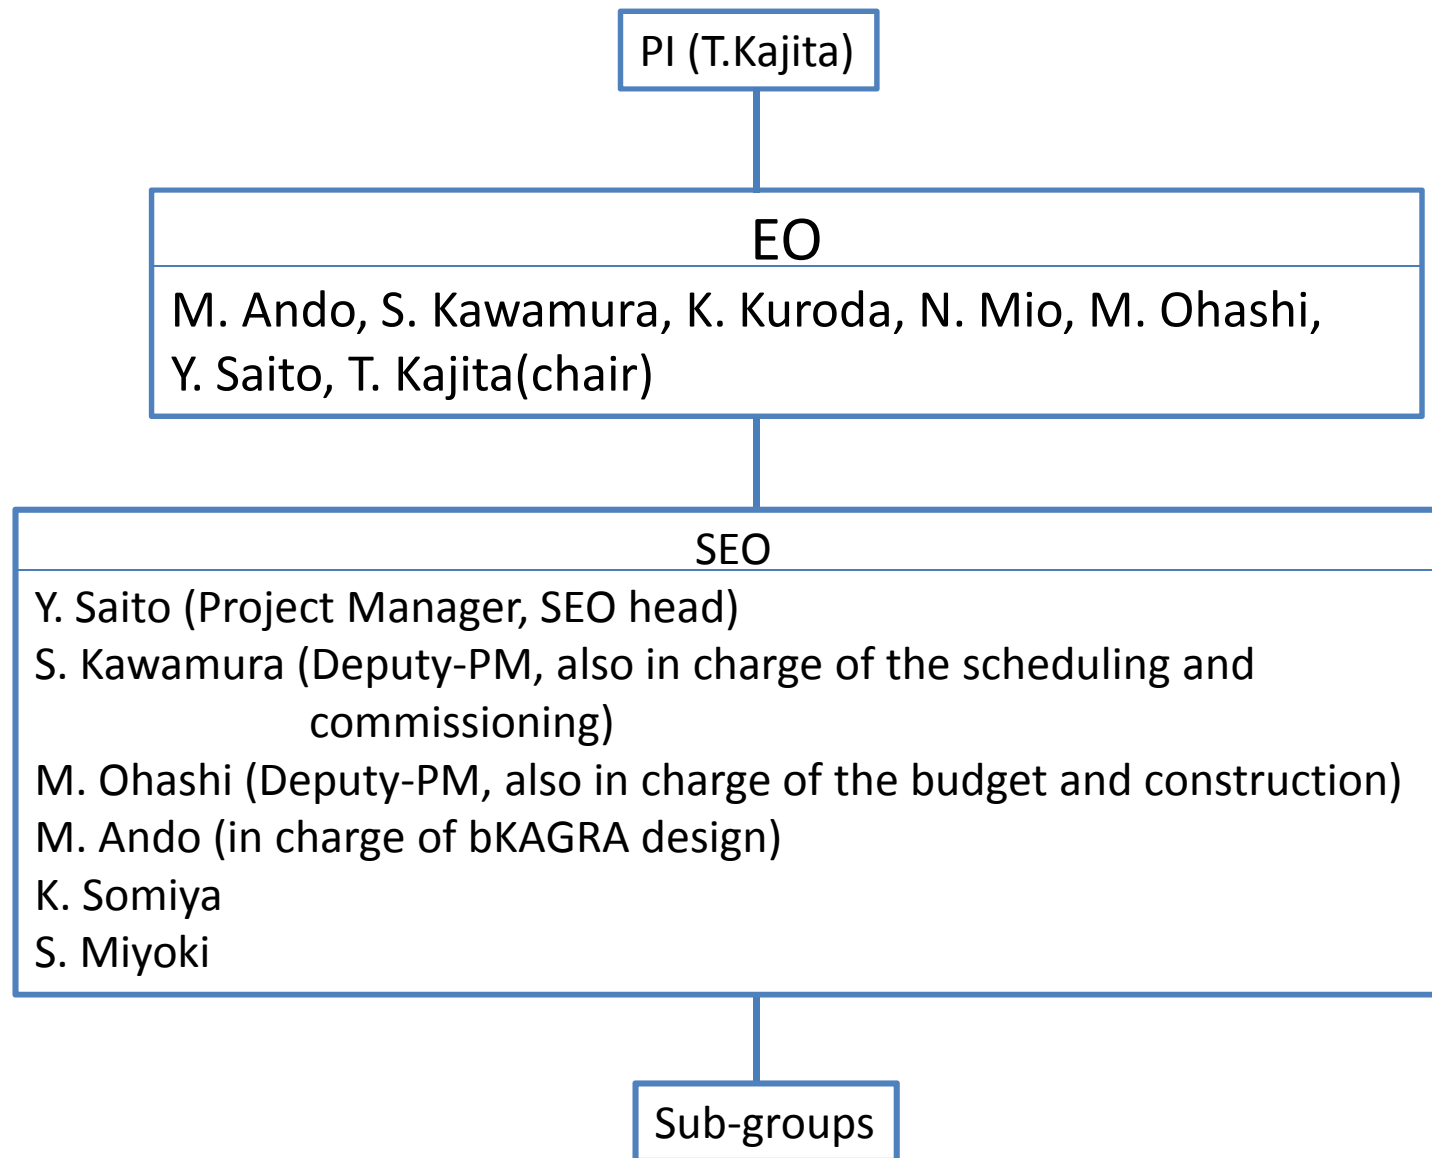 PI (T.Kajita)
EO
M. Ando, S. Kawamura, K. Kuroda, N. Mio, M. Ohashi,
Y. Saito, T. Kajita(chair)
SEO
Y. Saito (Project Manager, SEO head)
S. Kawamura (Deputy-PM, also in charge of the scheduling and
commissioning)
M. Ohashi (Deputy-PM, also in charge of the budget and construction)
M. Ando (in charge of bKAGRA design)
K. Somiya
S. Miyoki
Sub-groups